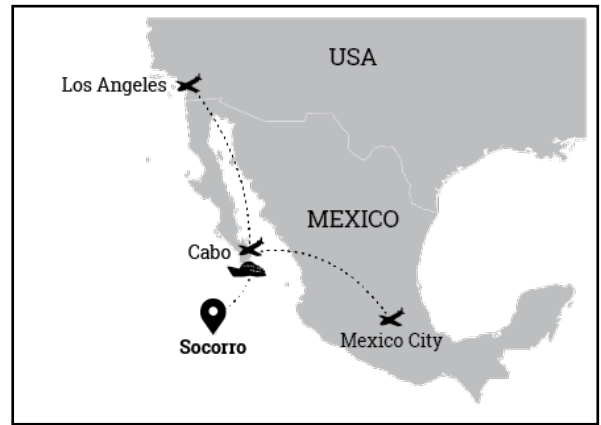 USA
Los Angeles
MEXICO
Cabo
Mexico City
Socorro